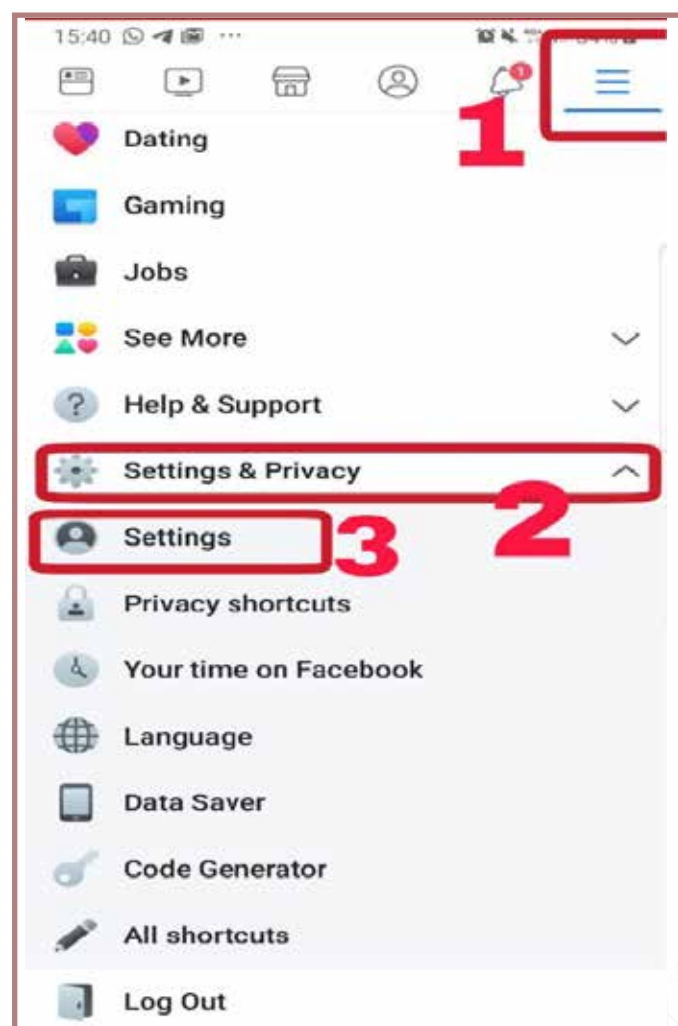 15:40
1
1
Dating
Gaming
Jobs
See More
Help & Support
Settings & Privacy
2
Settings
3
Privacy shortcuts
Your time on Facebook
Language
Data Saver
Code Generator
All shortcuts
Log Out